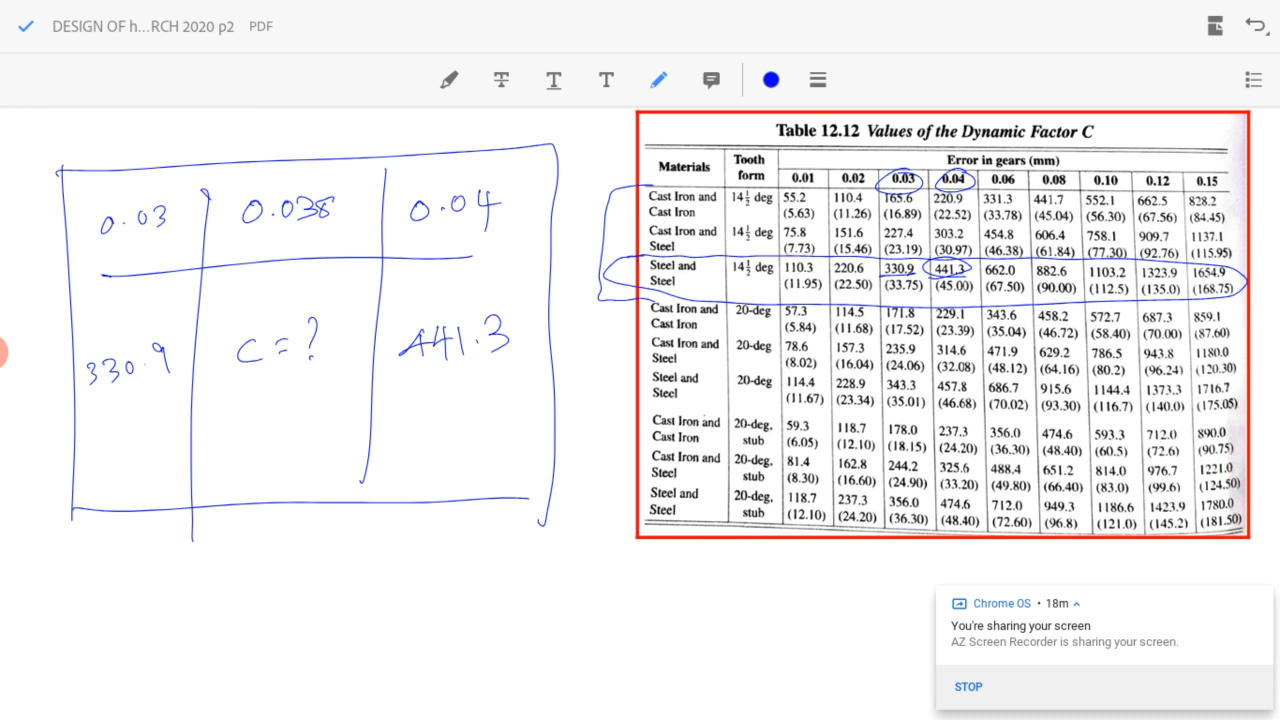 DESIGN OF h...RCH 2020 p2 PDF
T T T
0.03 0.038 0.04
330.9 C = ? 441.3
Table 12.12 Values of the Dynamic Factor C
Materials Tooth form Error in gears (mm)
0.01 0.02 0.03 0.04 0.06 0.08 0.10 0.12 0.15
Cast Iron and 14½ deg 55.2 110.4 165.6 220.9 331.3 441.7 552.1 662.5 828.2
Cast Iron (5.63) (11.26) (16.89) (22.52) (33.78) (45.04) (56.30) (67.56) (84.45)
Cast Iron and 14½ deg 75.8 151.6 227.4 303.2 454.8 606.4 758.1 909.7 1137.1
Steel (7.73) (15.46) (23.19) (30.97) (46.38) (61.84) (77.30) (92.76) (115.95)
Steel and 14½ deg 110.3 220.6 330.9 441.3 662.0 882.6 1103.2 1323.9 1654.9
Steel (11.95) (22.50) (33.75) (45.00) (67.50) (90.00) (112.5) (135.0) (168.75)
Cast Iron and 20-deg 57.3 114.5 171.8 229.1 343.6 458.2 572.7 687.3 859.1
Cast Iron (5.84) (11.68) (17.52) (23.39) (35.04) (46.72) (58.40) (70.00) (87.60)
Cast Iron and 20-deg 78.6 157.3 235.9 314.6 471.9 629.2 786.5 943.8 1180.0
Steel (8.02) (16.04) (24.06) (32.08) (48.12) (64.16) (80.2) (96.24) (120.30)
Steel and 20-deg 114.4 228.9 343.3 457.8 686.7 915.6 1144.4 1373.3 1716.7
Steel (11.67) (23.34) (35.01) (46.68) (70.02) (93.30) (116.7) (140.0) (175.05)
Cast Iron and 20-deg, 59.3 118.7 178.0 237.3 356.0 474.6 593.3 712.0 890.0
Cast Iron stub (6.05) (12.10) (18.15) (24.20) (36.30) (48.40) (60.5) (72.6) (90.75)
Cast Iron and 20-deg, 81.4 162.8 244.2 325.6 488.4 651.2 814.0 976.7 1221.0
Steel stub (8.30) (16.60) (24.90) (33.20) (49.80) (66.40) (83.0) (99.6) (124.50)
Steel and 20-deg, 118.7 237.3 356.0 474.6 712.0 949.3 1186.6 1423.9 1780.0
Steel stub (12.10) (24.20) (36.30) (48.40) (72.60) (96.8) (121.0) (145.2) (181.50)
Chrome OS • 18m
You're sharing your screen
AZ Screen Recorder is sharing your screen.
STOP